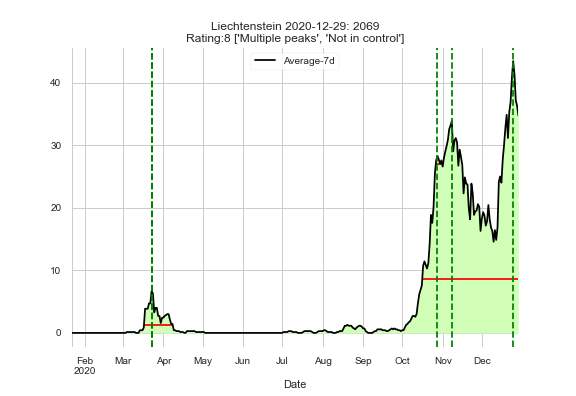 Liechtenstein 2020-12-29: 2069
Rating:8 ['Multiple peaks', 'Not in control']
Average-7d
40
30
20
10
0
Feb Mar Apr May Jun Jul Aug Sep Oct Nov Dec
2020
Date